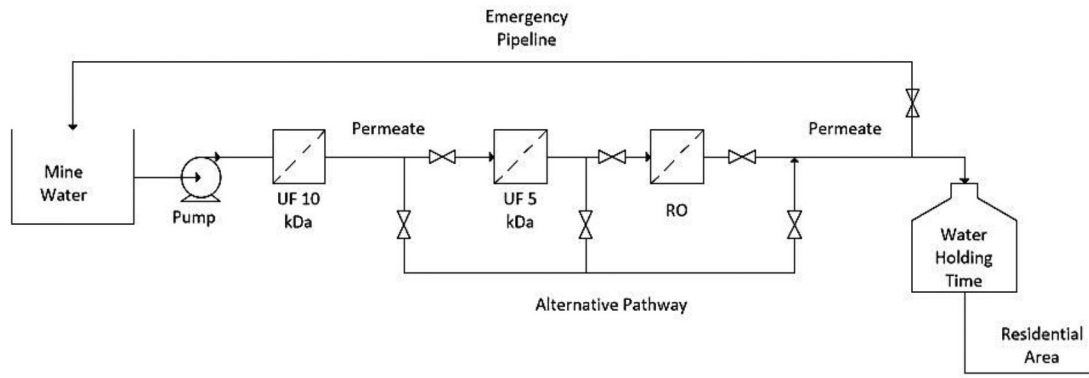 Emergency
Pipeline
Permeate
Permeate
Mine
Water
Pump
UF 10
kDa
UF 5
kDa
RO
Water
Holding
Time
Alternative Pathway
Residential
Area